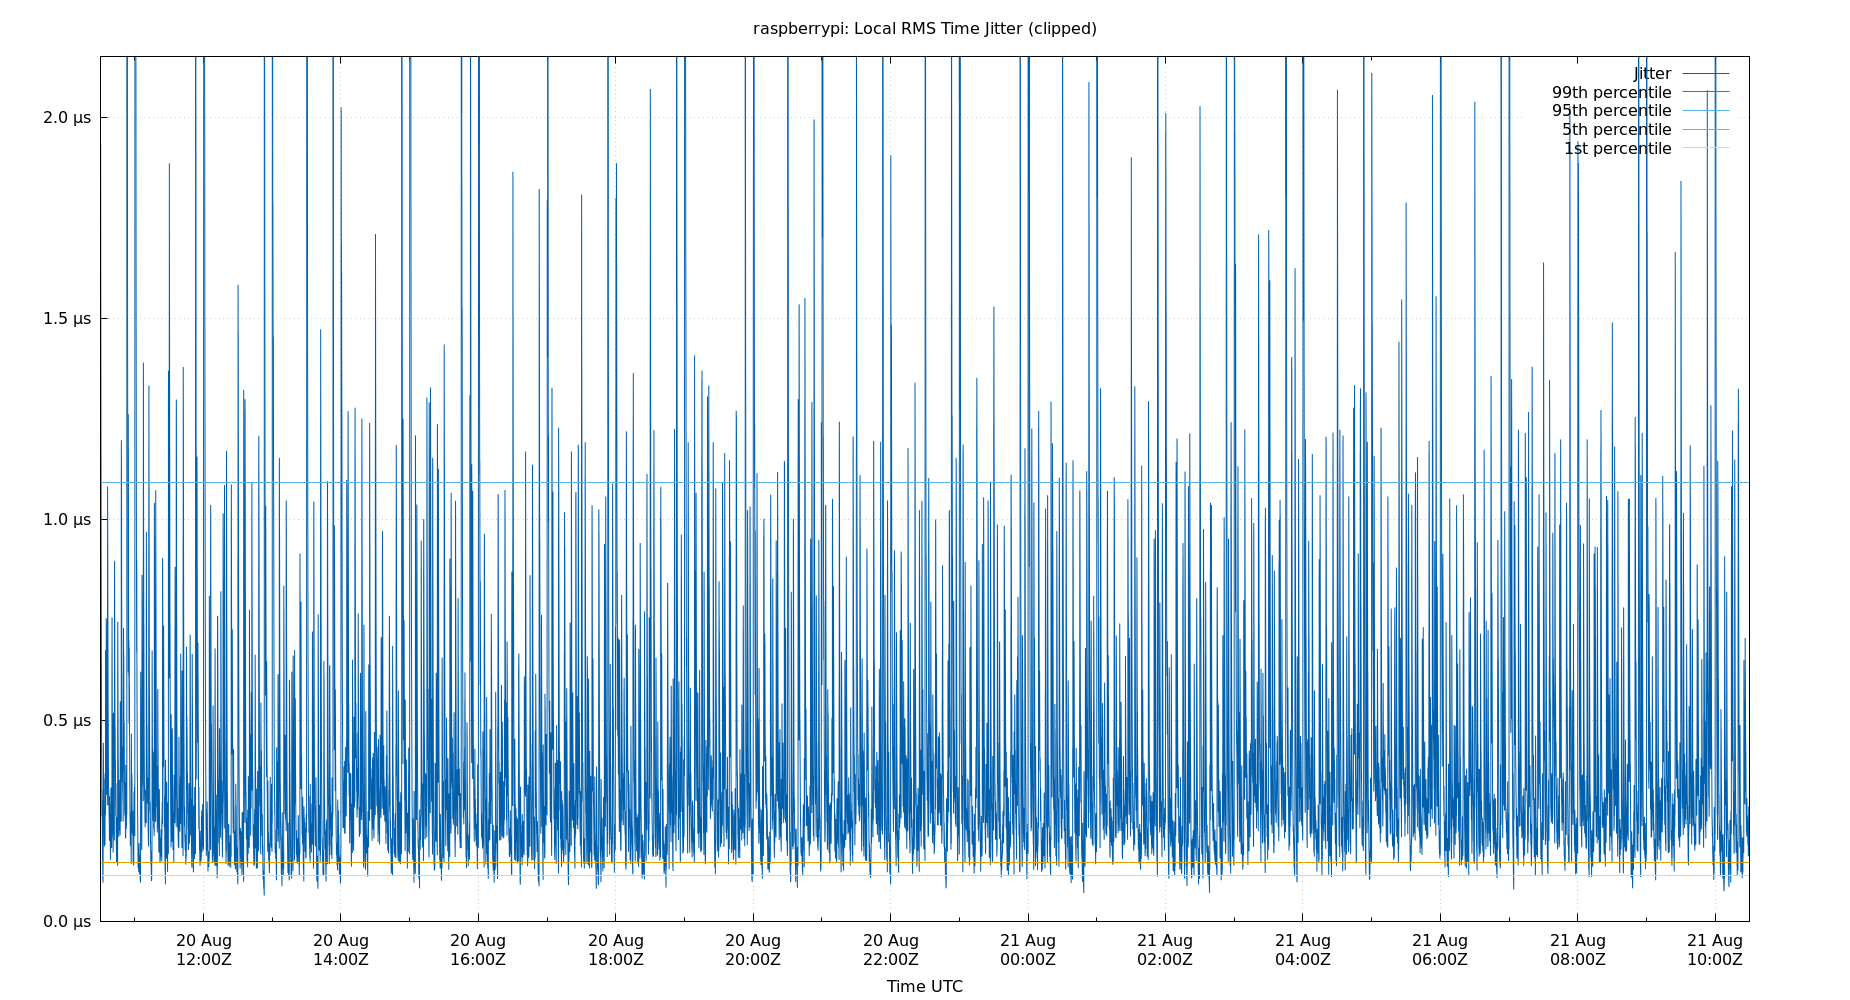 raspberrypi: Local RMS Time Jitter (clipped)
Jitter
99th percentile
95th percentile
5th percentile
1st percentile
2.0 µs
1.5 µs
1.0 µs
0.5 µs
0.0 µs
20 Aug 20 Aug 20 Aug 20 Aug 20 Aug 20 Aug 21 Aug 21 Aug 21 Aug 21 Aug 21 Aug 21 Aug
12:00Z 14:00Z 16:00Z 18:00Z 20:00Z 22:00Z 00:00Z 02:00Z 04:00Z 06:00Z 08:00Z 10:00Z
Time UTC